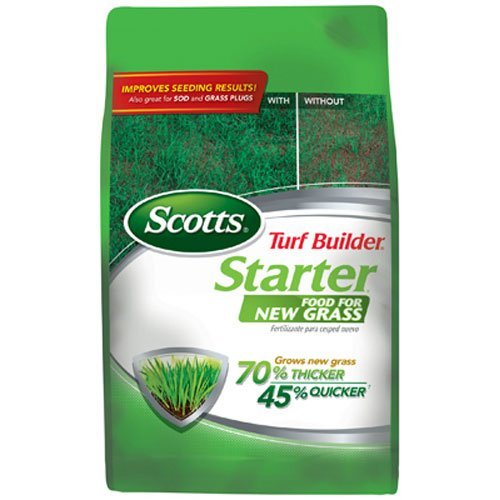 IMPROVES SEEDING RESULTS!
Also great for SOD and GRASS PLUGS
WITH
WITHOUT
Scotts®
Turf Builder®
Starter®
FOOD FOR
NEW GRASS
Fertilizante para césped nuevo
Grows new grass
70% THICKER
45% QUICKER†